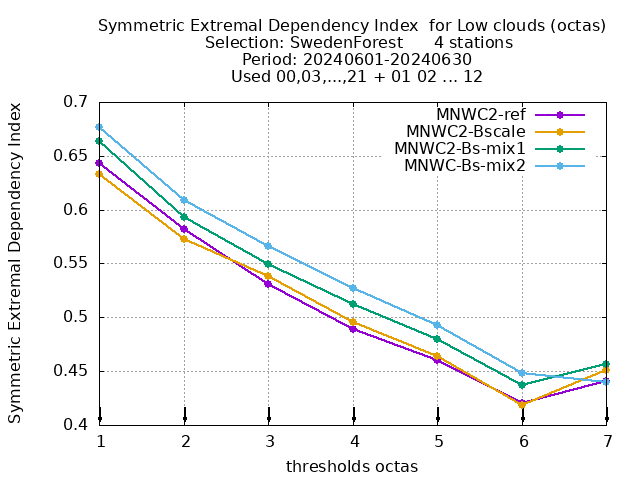 Symmetric Extremal Dependency Index  for Low clouds (octas)
Selection: SwedenForest      4 stations
Period: 20240601-20240630
Used 00,03,...,21 + 01 02 ... 12
Symmetric Extremal Dependency Index
0.7
0.65
0.6
0.55
0.5
0.45
0.4
MNWC2-ref
MNWC2-Bscale
MNWC2-Bs-mix1
MNWC-Bs-mix2
1 2 3 4 5 6 7
thresholds octas